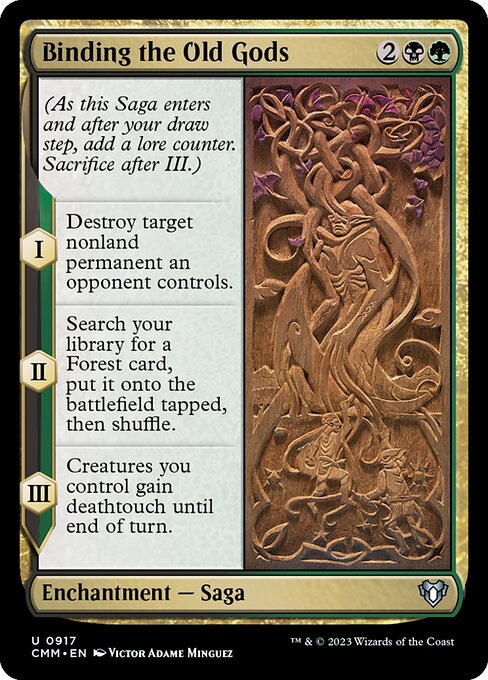 Binding the Old Gods 2
(As this Saga enters
and after your draw
step, add a lore counter.
Sacrifice after III.)
I
Destroy target
nonland
permanent an
opponent controls.
II
Search your
library for a
Forest card,
put it onto the
battlefield tapped,
then shuffle.
III
Creatures you
control gain
deathtouch until
end of turn.
Enchantment — Saga
U 0917
CMM • EN Victor Adame Minguez
™ & © 2023 Wizards of the Coast